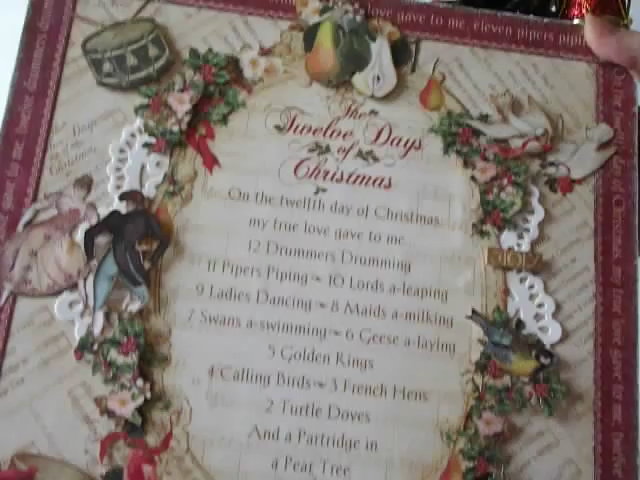 love gave to me, eleven pipers pip
The
Twelve Days
of
Christmas
On the twelfth day of Christmas
my true love gave to me
12 Drummers Drumming
11 Pipers Piping ~ 10 Lords a-leaping
9 Ladies Dancing ~ 8 Maids a-milking
7 Swans a-swimming ~ 6 Geese a-laying
5 Golden Rings
4 Calling Birds ~ 3 French Hens
2 Turtle Doves
And a Partridge in
a Pear Tree